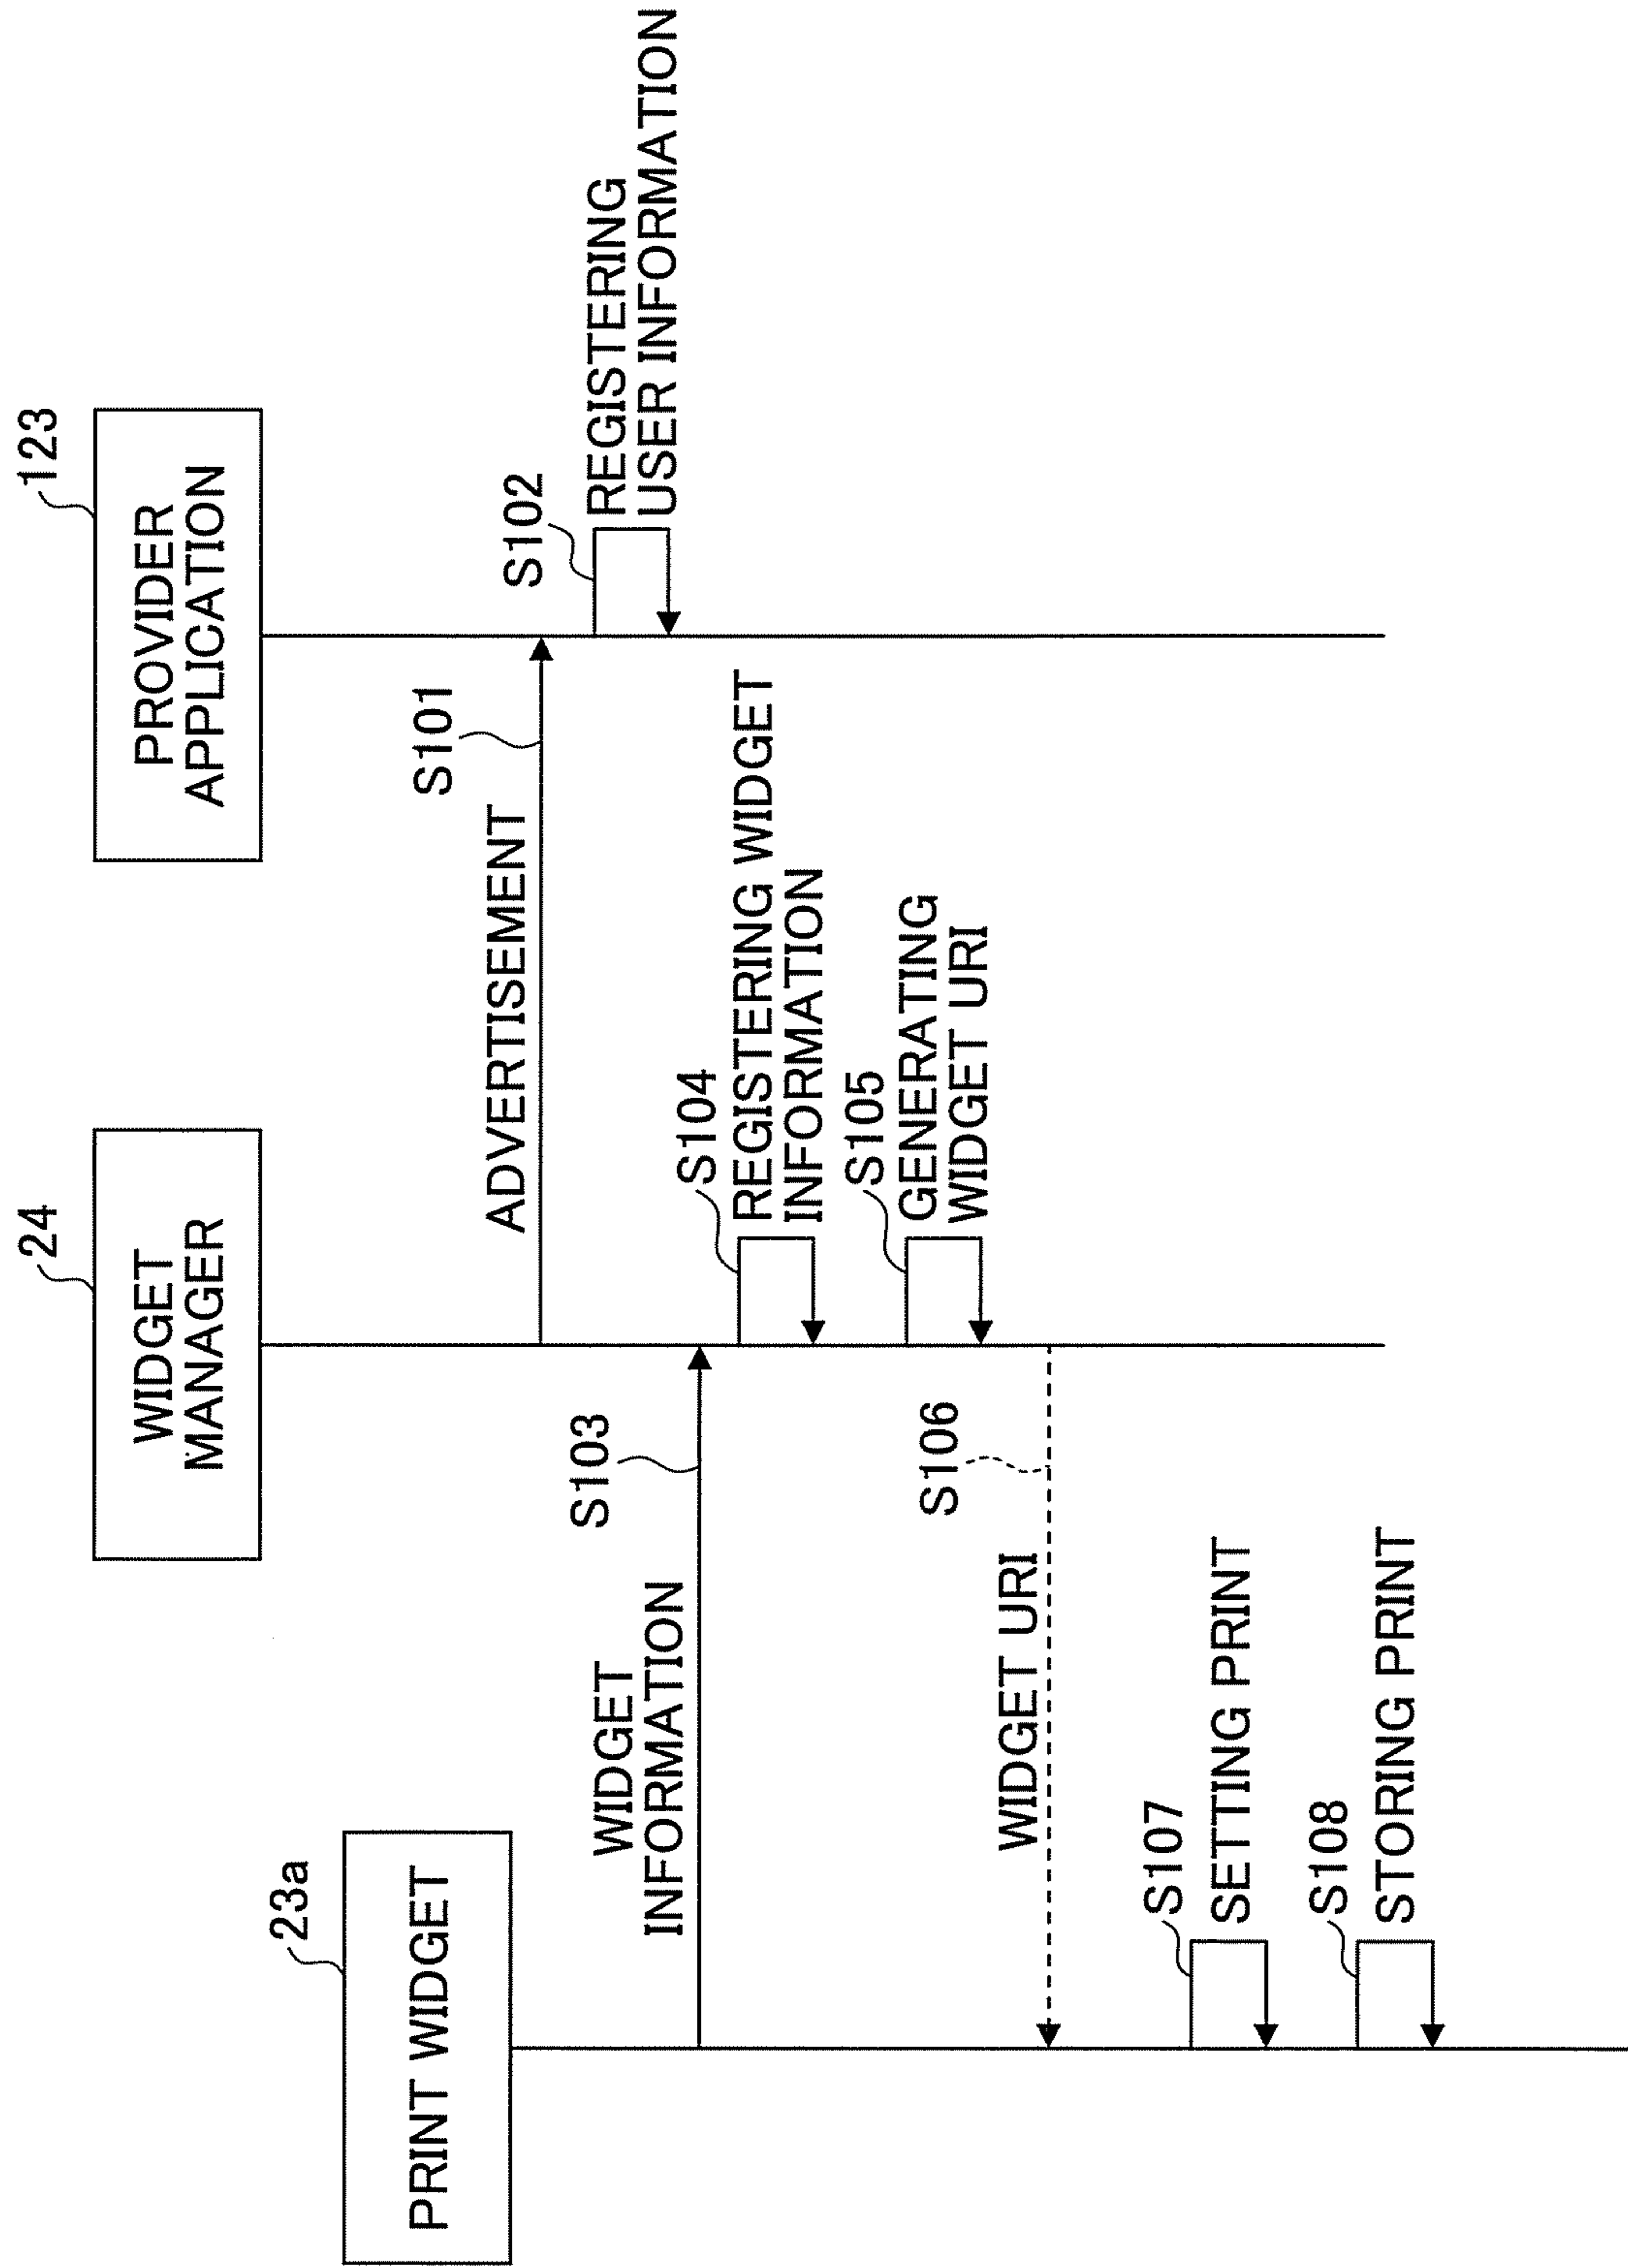 23a
PRINT WIDGET
24
WIDGET
MANAGER
123
PROVIDER
APPLICATION
ADVERTISEMENT
S101
S102
REGISTERING
USER INFORMATION
WIDGET
INFORMATION
S103
S104
REGISTERING WIDGET
INFORMATION
S105
GENERATING
WIDGET URI
WIDGET URI
S106
S107
SETTING PRINT
S108
STORING PRINT